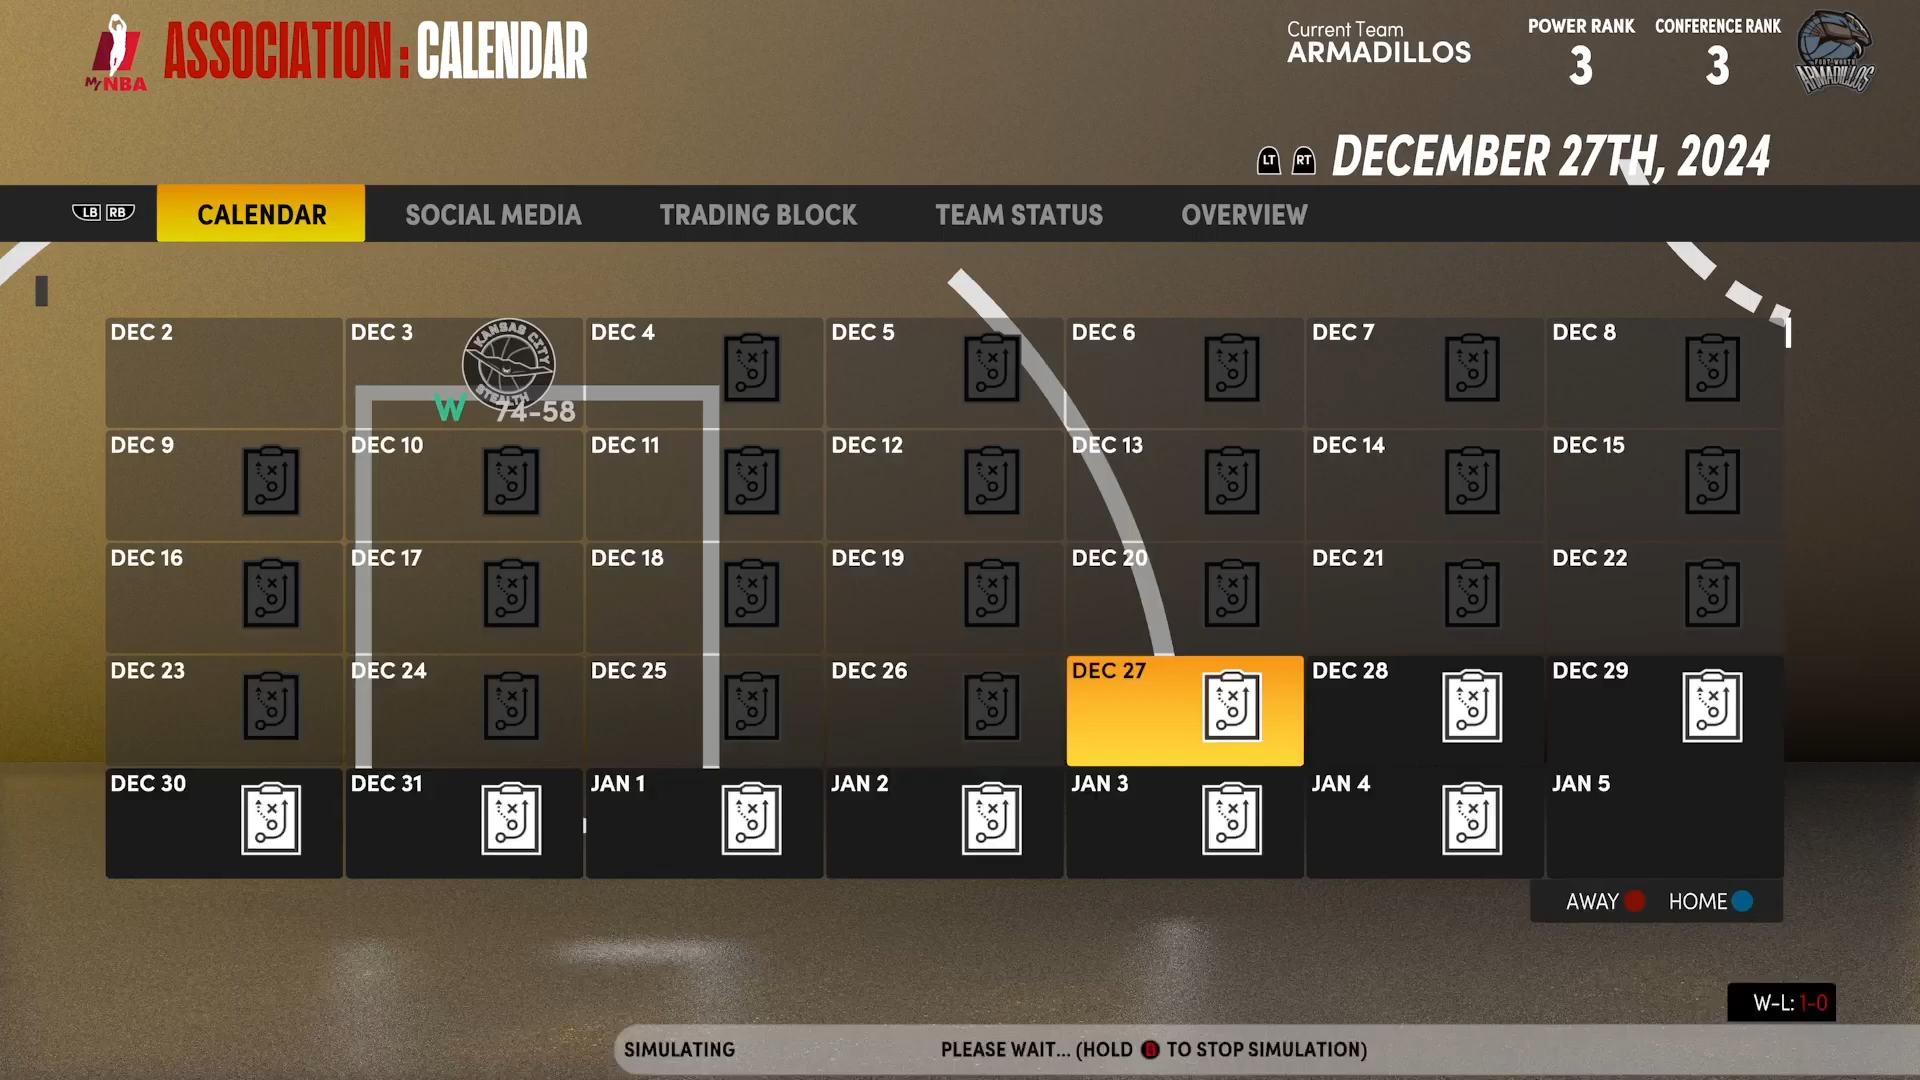 My NBA
ASSOCIATION : CALENDAR
Current Team
ARMADILLOS
POWER RANK
3
CONFERENCE RANK
3
FORT WORTH
ARMADILLOS
LT RT DECEMBER 27TH, 2024
LB RB CALENDAR SOCIAL MEDIA TRADING BLOCK TEAM STATUS OVERVIEW
DEC 2 DEC 3 DEC 4 DEC 5 DEC 6 DEC 7 DEC 8
KANSAS CITY
STEALTH
W 74-58
DEC 9 DEC 10 DEC 11 DEC 12 DEC 13 DEC 14 DEC 15
DEC 16 DEC 17 DEC 18 DEC 19 DEC 20 DEC 21 DEC 22
DEC 23 DEC 24 DEC 25 DEC 26 DEC 27 DEC 28 DEC 29
DEC 30 DEC 31 JAN 1 JAN 2 JAN 3 JAN 4 JAN 5
AWAY HOME
W-L: 1-0
SIMULATING PLEASE WAIT... (HOLD B TO STOP SIMULATION)